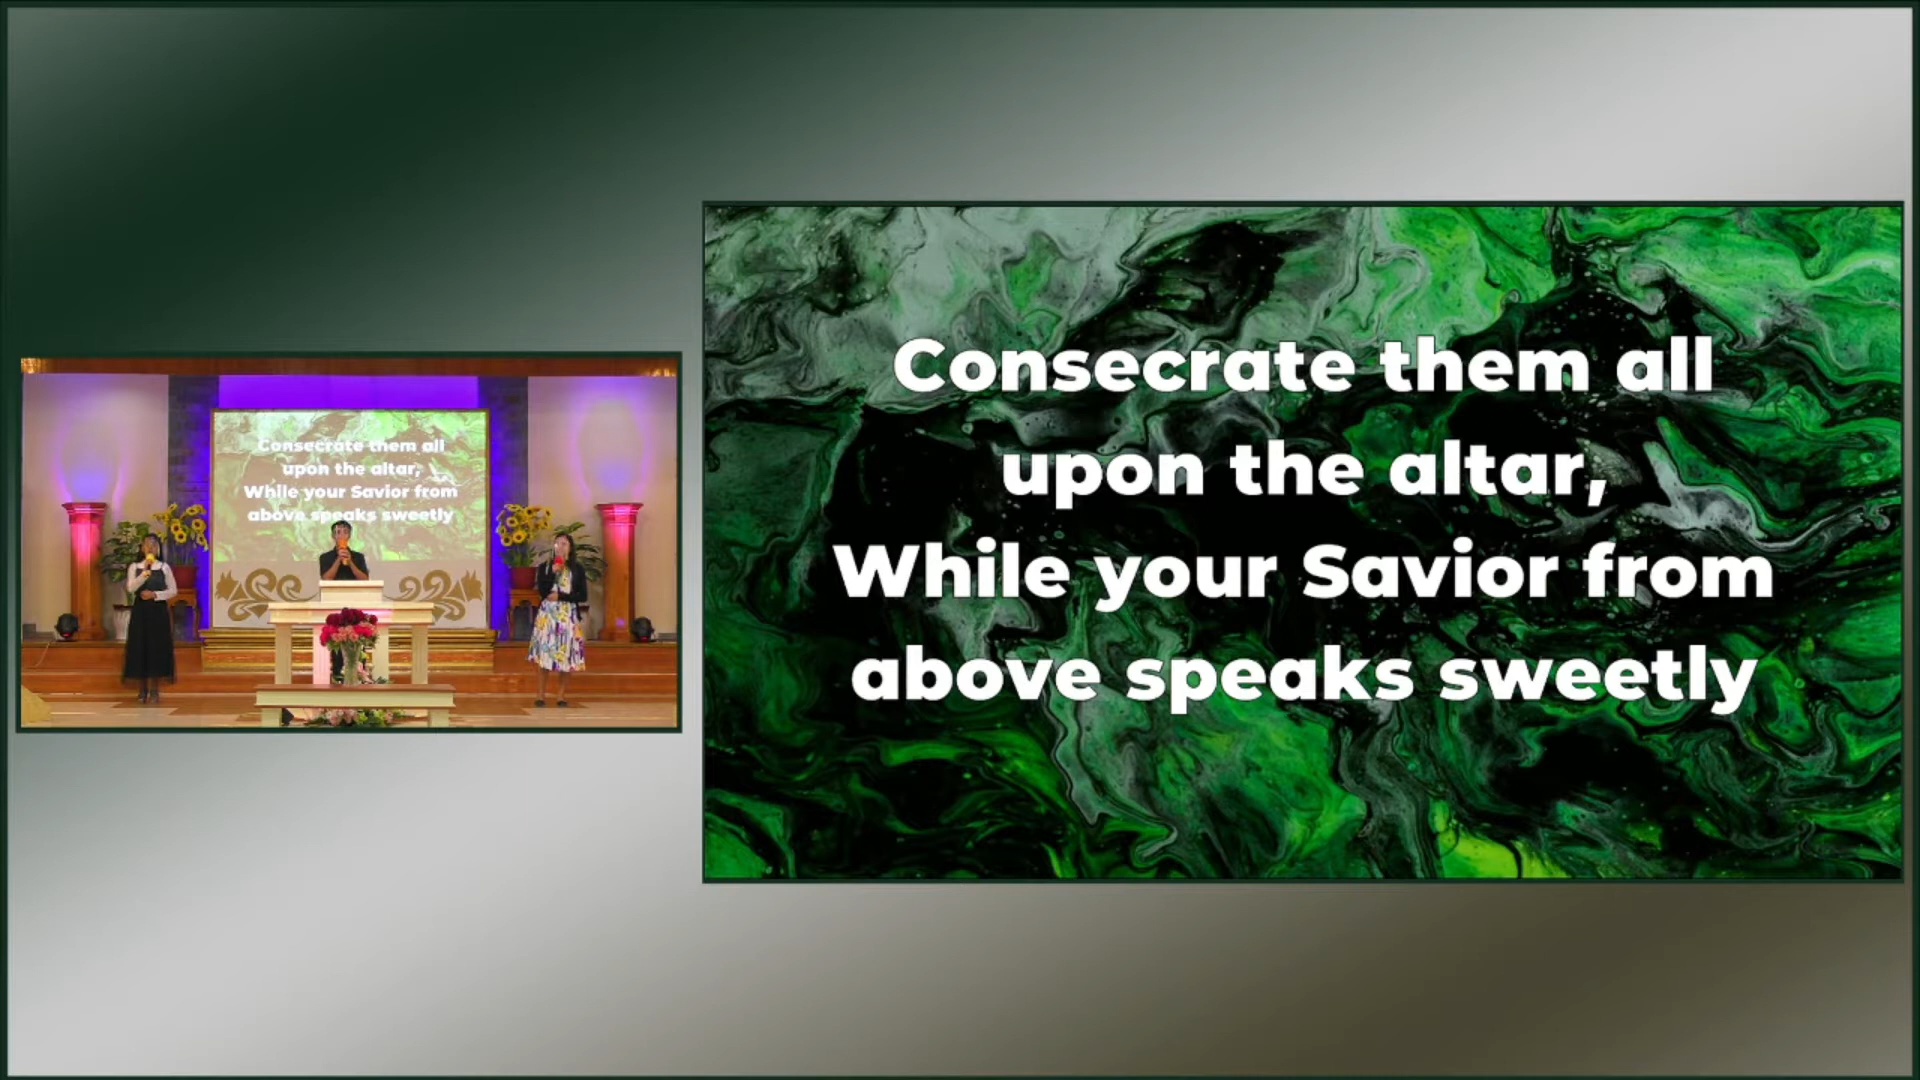 Consecrate them all
upon the altar,
While your Savior from
above speaks sweetly
Consecrate them all
upon the altar,
While your Savior from
above speaks sweetly